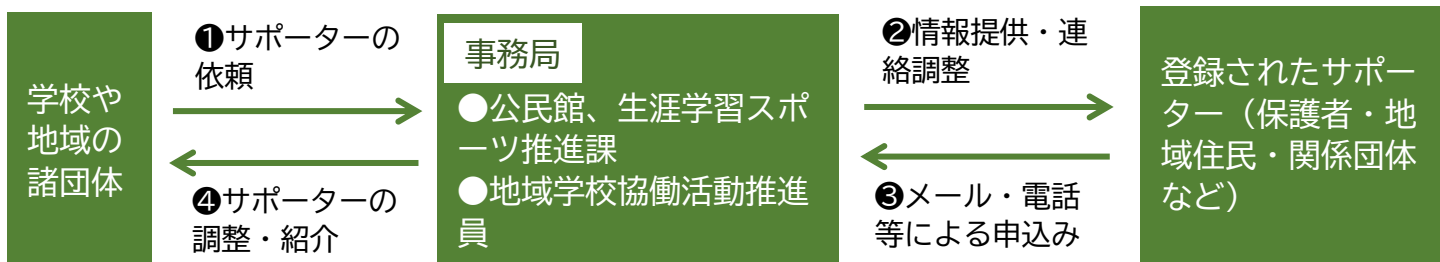 学校や
地域の
諸団体
❶サポーターの
依頼
❹サポーターの
調整・紹介
事務局
●公民館、生涯学習スポ
ーツ推進課
●地域学校協働活動推進
員
❷情報提供・連
絡調整
❸メール・電話
等による申込み
登録されたサポー
ター（保護者・地
域住民・関係団体
など）